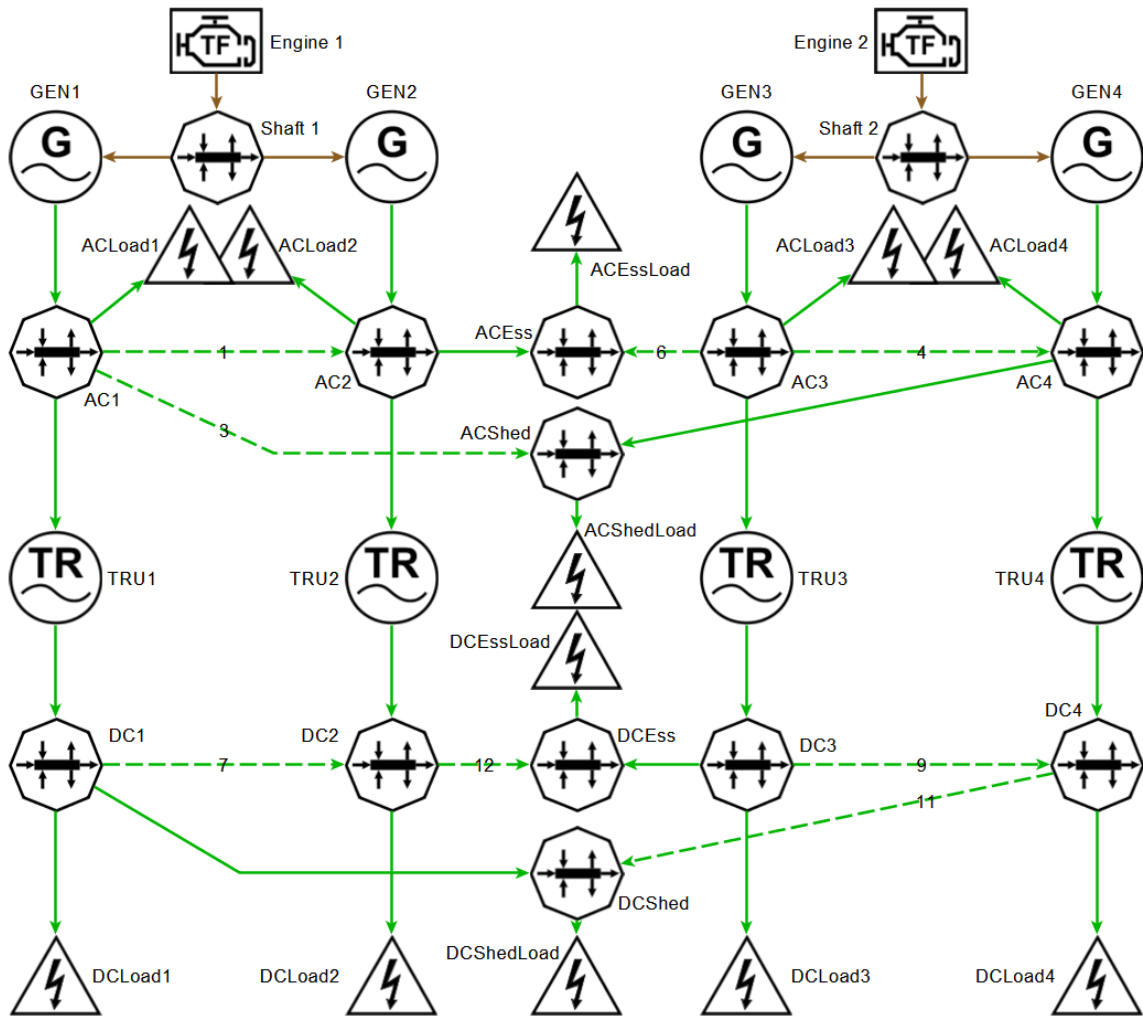 TF
Engine 1
Engine 2
TF
GEN1
GEN2
GEN3
GEN4
G
Shaft 1
G
G
Shaft 2
G
ACLoad1
ACLoad2
ACEssLoad
ACLoad3
ACLoad4
ACEss
1
6
4
AC1
AC2
AC3
AC4
3
ACShed
ACShedLoad
TR
TRU1
TRU2
TR
TR
TRU3
TRU4
TR
DCEssLoad
DC1
DC2
DCEss
DC3
DC4
7
12
9
11
DCShed
DCLoad1
DCLoad2
DCShedLoad
DCLoad3
DCLoad4